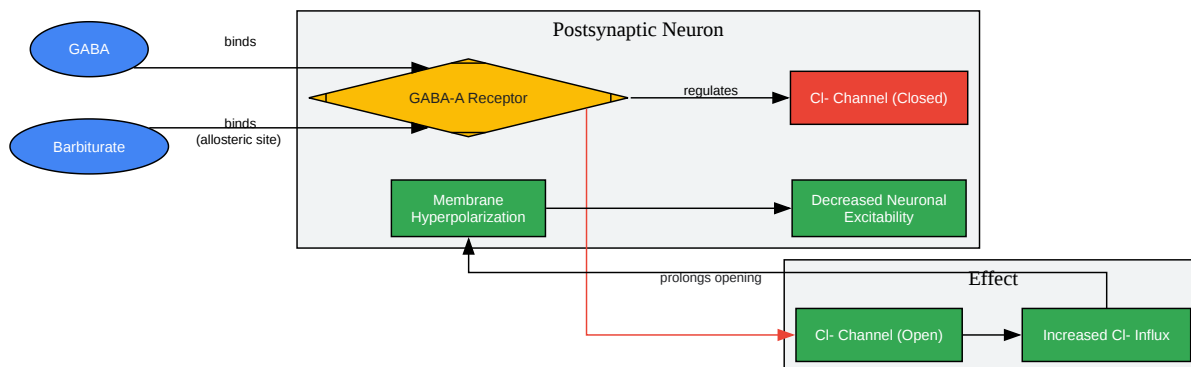 Postsynaptic Neuron
GABA
binds
GABA-A Receptor
regulates
Cl- Channel (Closed)
Barbiturate
binds
(allosteric site)
Membrane
Hyperpolarization
Decreased Neuronal
Excitability
prolongs opening
Effect
Cl- Channel (Open)
Increased Cl- Influx